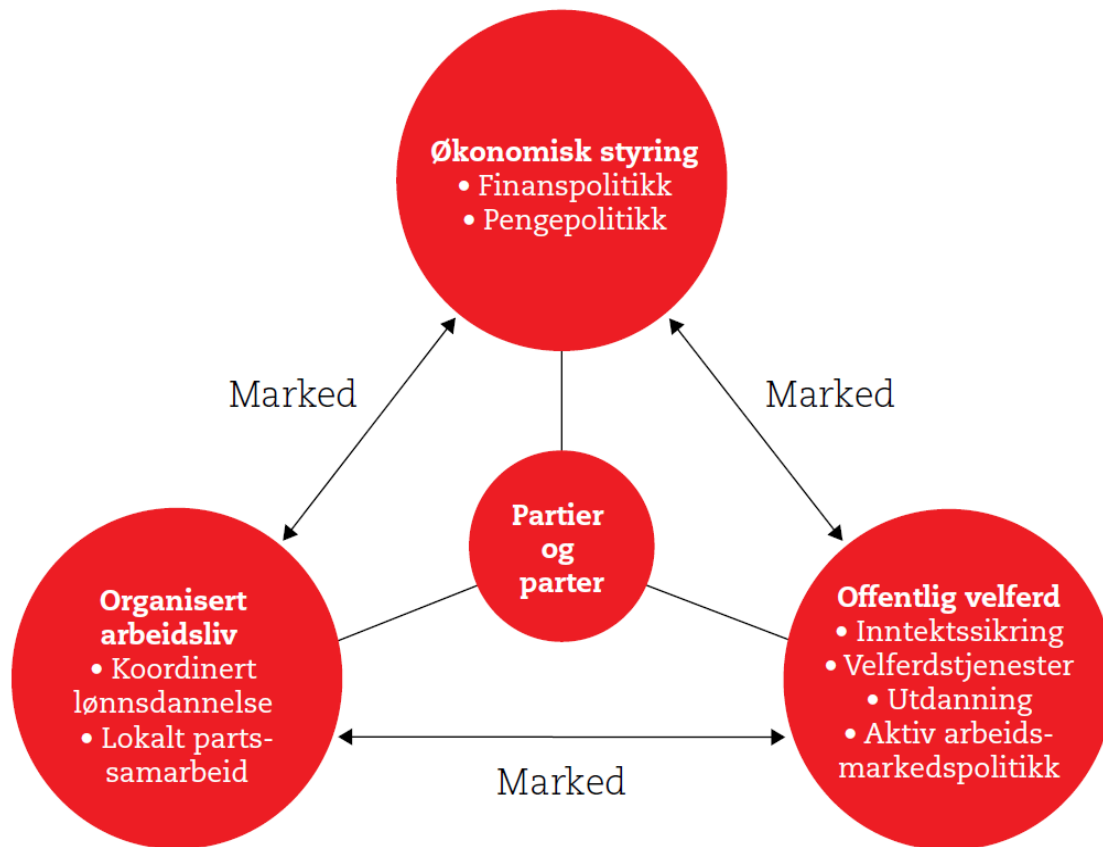 Økonomisk styring
• Finanspolitikk
• Pengepolitikk
Marked
Marked
Partier
og
parter
Organisert
arbeidsliv
• Koordinert
lønnsdannelse
• Lokalt parts-
samarbeid
Offentlig velferd
• Inntektssikring
• Velferdstjenester
• Utdanning
• Aktiv arbeids-
markedspolitikk
Marked